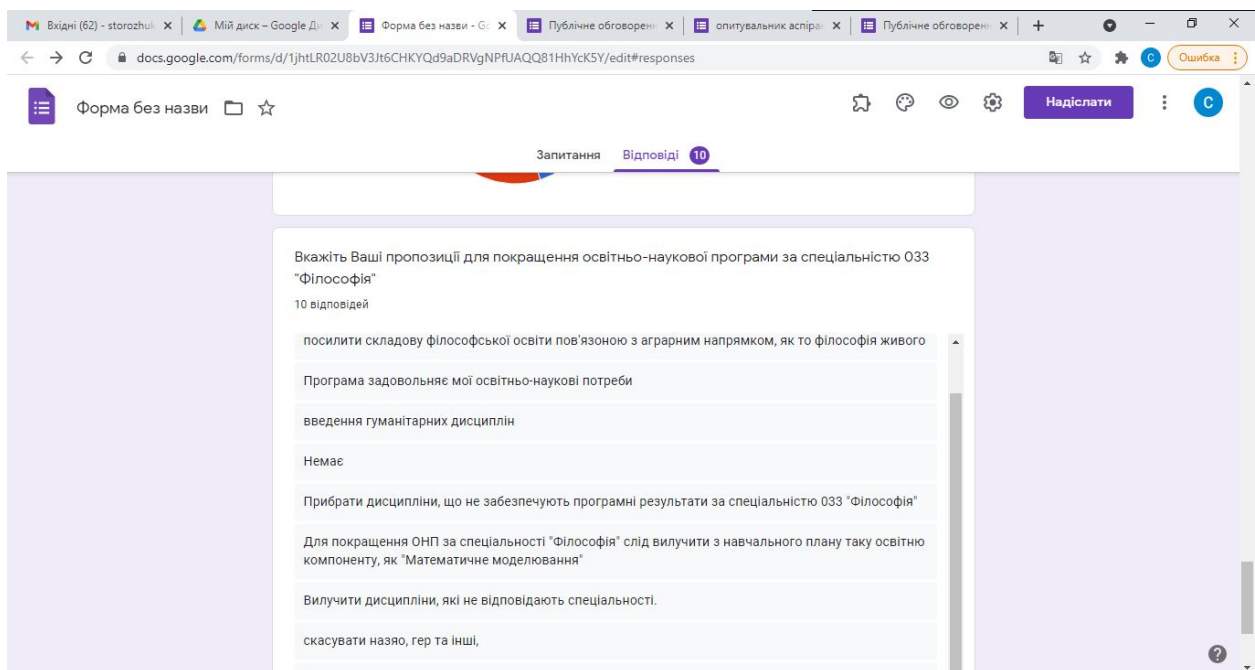 Вхідні (62) - storozhuk
Мій диск – Google Ди
Форма без назви - Go
Публічне обговорен
опитувальник аспіра
Публічне обговорен
docs.google.com/forms/d/1jhtLR02U8bV3Jt6CHKYQd9aDRVgNPfUAQQ81HhYcK5Y/edit#responses
С
Ошибка
Форма без назви
Надіслати
С
Запитання Відповіді 10
Вкажіть Ваші пропозиції для покращення освітньо-наукової програми за спеціальністю 033
"Філософія"
10 відповідей
посилити складову філософської освіти пов'язоною з аграрним напрямком, як то філософія живого
Програма задовольняє мої освітньо-наукові потреби
введення гуманітарних дисциплін
Немає
Прибрати дисципліни, що не забезпечують програмні результати за спеціальністю 033 "Філософія"
Для покращення ОНП за спеціальності "Філософія" слід вилучити з навчального плану таку освітню
компоненту, як "Математичне моделювання"
Вилучити дисципліни, які не відповідають спеціальності.
скасувати назяо, гер та інші,